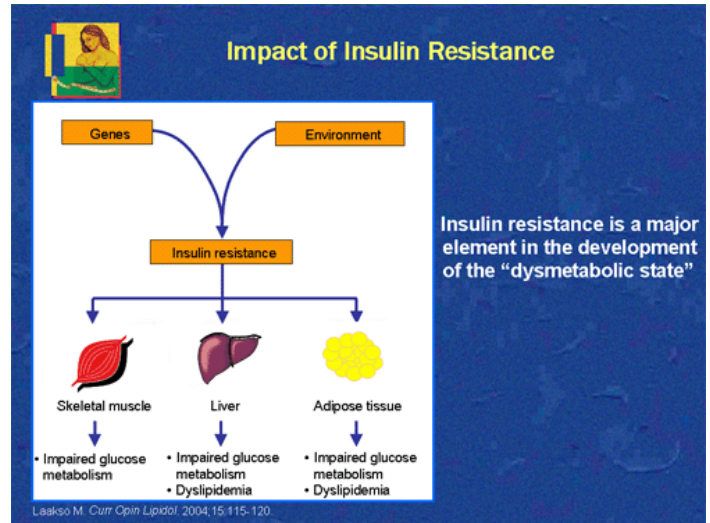 Impact of Insulin Resistance
Genes
Environment
Insulin resistance
Insulin resistance is a major
element in the development
of the “dysmetabolic state”
Skeletal muscle
Liver
Adipose tissue
• Impaired glucose
metabolism
• Impaired glucose
metabolism
• Dyslipidemia
• Impaired glucose
metabolism
• Dyslipidemia
Laakso M. Curr Opin Lipidol. 2004;15:115-120.